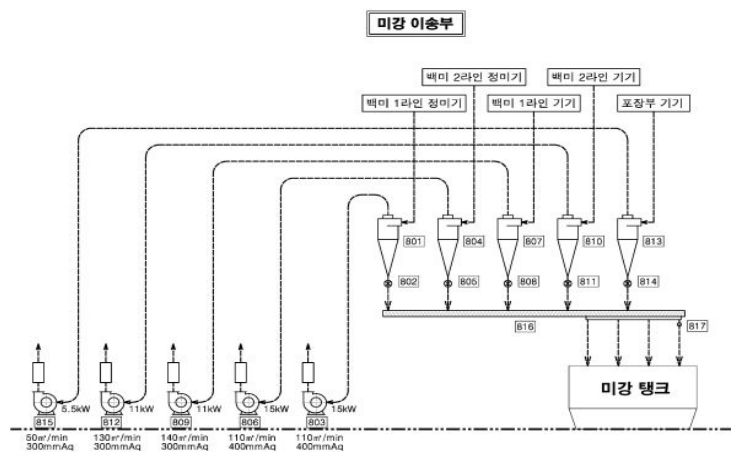 미강 이송부
백미 2라인 정미기
백미 2라인 기기
백미 1라인 정미기
백미 1라인 기기
포장부 기기
801
804
807
810
813
802
805
808
811
814
816
817
미강 탱크
5.5kW
11kW
11kW
15kW
15kW
815
812
809
806
803
50㎥/min
300mmAq
130㎥/min
300mmAq
140㎥/min
300mmAq
110㎥/min
400mmAq
110㎥/min
400mmAq